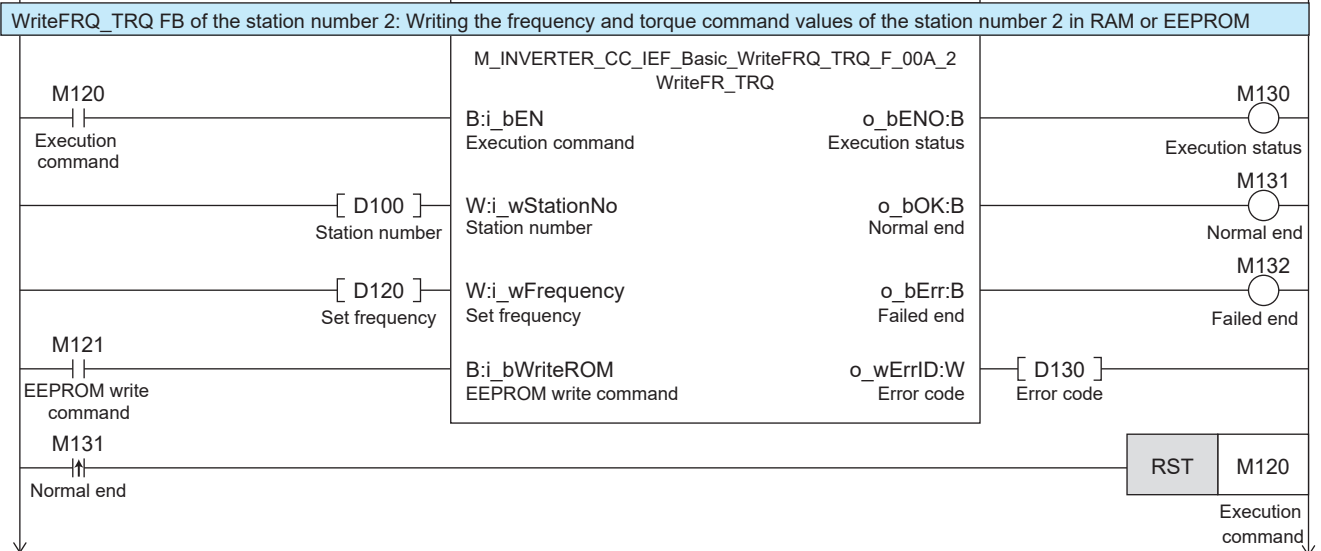 WriteFRQ_TRQ FB of the station number 2: Writing the frequency and torque command values of the station number 2 in RAM or EEPROM
M_INVERTER_CC_IEF_Basic_WriteFRQ_TRQ_F_00A_2
WriteFR_TRQ
M120
Execution
command
B:i_bEN
Execution command
o_bENO:B
Execution status
M130
Execution status
[ D100 ]
Station number
W:i_wStationNo
Station number
o_bOK:B
Normal end
M131
Normal end
[ D120 ]
Set frequency
W:i_wFrequency
Set frequency
o_bErr:B
Failed end
M132
Failed end
M121
EEPROM write
command
B:i_bWriteROM
EEPROM write command
o_wErrID:W
Error code
[ D130 ]
Error code
M131
Normal end
RST
M120
Execution
command